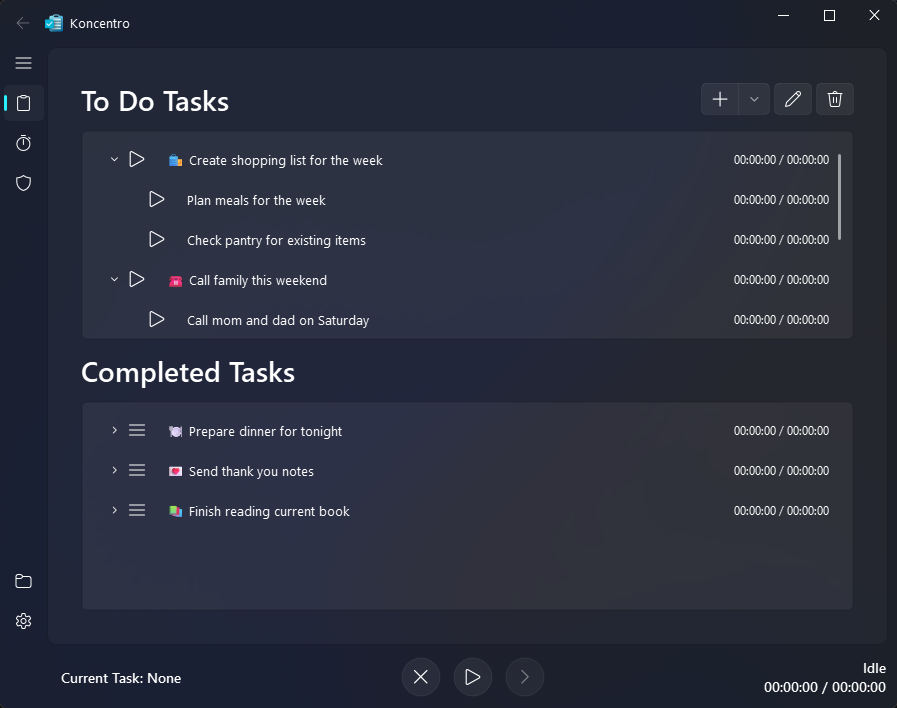 Koncentro
To Do Tasks
Create shopping list for the week 00:00:00 / 00:00:00
Plan meals for the week 00:00:00 / 00:00:00
Check pantry for existing items 00:00:00 / 00:00:00
Call family this weekend 00:00:00 / 00:00:00
Call mom and dad on Saturday 00:00:00 / 00:00:00
Completed Tasks
Prepare dinner for tonight 00:00:00 / 00:00:00
Send thank you notes 00:00:00 / 00:00:00
Finish reading current book 00:00:00 / 00:00:00
Current Task: None
Idle
00:00:00 / 00:00:00